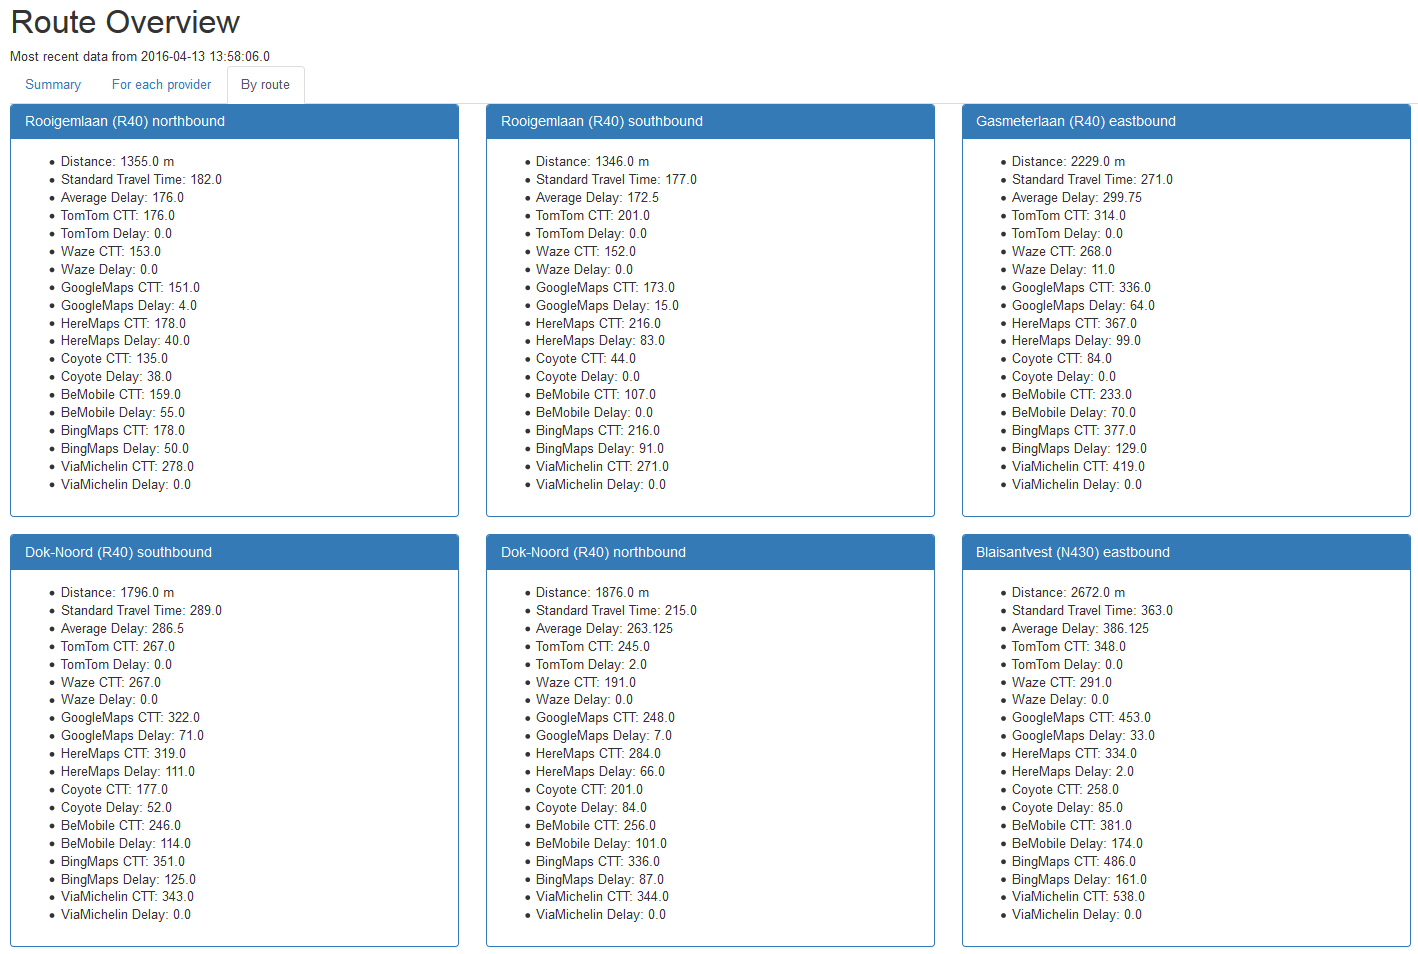 Route Overview
Most recent data from 2016-04-13 13:58:06.0
Summary
For each provider
By route
Rooigemlaan (R40) northbound
Distance: 1355.0 m
Standard Travel Time: 182.0
Average Delay: 176.0
TomTom CTT: 176.0
TomTom Delay: 0.0
Waze CTT: 153.0
Waze Delay: 0.0
GoogleMaps CTT: 151.0
GoogleMaps Delay: 4.0
HereMaps CTT: 178.0
HereMaps Delay: 40.0
Coyote CTT: 135.0
Coyote Delay: 38.0
BeMobile CTT: 159.0
BeMobile Delay: 55.0
BingMaps CTT: 178.0
BingMaps Delay: 50.0
ViaMichelin CTT: 278.0
ViaMichelin Delay: 0.0
Rooigemlaan (R40) southbound
Distance: 1346.0 m
Standard Travel Time: 177.0
Average Delay: 172.5
TomTom CTT: 201.0
TomTom Delay: 0.0
Waze CTT: 152.0
Waze Delay: 0.0
GoogleMaps CTT: 173.0
GoogleMaps Delay: 15.0
HereMaps CTT: 216.0
HereMaps Delay: 83.0
Coyote CTT: 44.0
Coyote Delay: 0.0
BeMobile CTT: 107.0
BeMobile Delay: 0.0
BingMaps CTT: 216.0
BingMaps Delay: 91.0
ViaMichelin CTT: 271.0
ViaMichelin Delay: 0.0
Gasmeterlaan (R40) eastbound
Distance: 2229.0 m
Standard Travel Time: 271.0
Average Delay: 299.75
TomTom CTT: 314.0
TomTom Delay: 0.0
Waze CTT: 268.0
Waze Delay: 11.0
GoogleMaps CTT: 336.0
GoogleMaps Delay: 64.0
HereMaps CTT: 367.0
HereMaps Delay: 99.0
Coyote CTT: 84.0
Coyote Delay: 0.0
BeMobile CTT: 233.0
BeMobile Delay: 70.0
BingMaps CTT: 377.0
BingMaps Delay: 129.0
ViaMichelin CTT: 419.0
ViaMichelin Delay: 0.0
Dok-Noord (R40) southbound
Distance: 1796.0 m
Standard Travel Time: 289.0
Average Delay: 286.5
TomTom CTT: 267.0
TomTom Delay: 0.0
Waze CTT: 267.0
Waze Delay: 0.0
GoogleMaps CTT: 322.0
GoogleMaps Delay: 71.0
HereMaps CTT: 319.0
HereMaps Delay: 111.0
Coyote CTT: 177.0
Coyote Delay: 52.0
BeMobile CTT: 246.0
BeMobile Delay: 114.0
BingMaps CTT: 351.0
BingMaps Delay: 125.0
ViaMichelin CTT: 343.0
ViaMichelin Delay: 0.0
Dok-Noord (R40) northbound
Distance: 1876.0 m
Standard Travel Time: 215.0
Average Delay: 263.125
TomTom CTT: 245.0
TomTom Delay: 2.0
Waze CTT: 191.0
Waze Delay: 0.0
GoogleMaps CTT: 248.0
GoogleMaps Delay: 7.0
HereMaps CTT: 284.0
HereMaps Delay: 66.0
Coyote CTT: 201.0
Coyote Delay: 84.0
BeMobile CTT: 256.0
BeMobile Delay: 101.0
BingMaps CTT: 336.0
BingMaps Delay: 87.0
ViaMichelin CTT: 344.0
ViaMichelin Delay: 0.0
Blaisantvest (N430) eastbound
Distance: 2672.0 m
Standard Travel Time: 363.0
Average Delay: 386.125
TomTom CTT: 348.0
TomTom Delay: 0.0
Waze CTT: 291.0
Waze Delay: 0.0
GoogleMaps CTT: 453.0
GoogleMaps Delay: 33.0
HereMaps CTT: 334.0
HereMaps Delay: 2.0
Coyote CTT: 258.0
Coyote Delay: 85.0
BeMobile CTT: 381.0
BeMobile Delay: 174.0
BingMaps CTT: 486.0
BingMaps Delay: 161.0
ViaMichelin CTT: 538.0
ViaMichelin Delay: 0.0